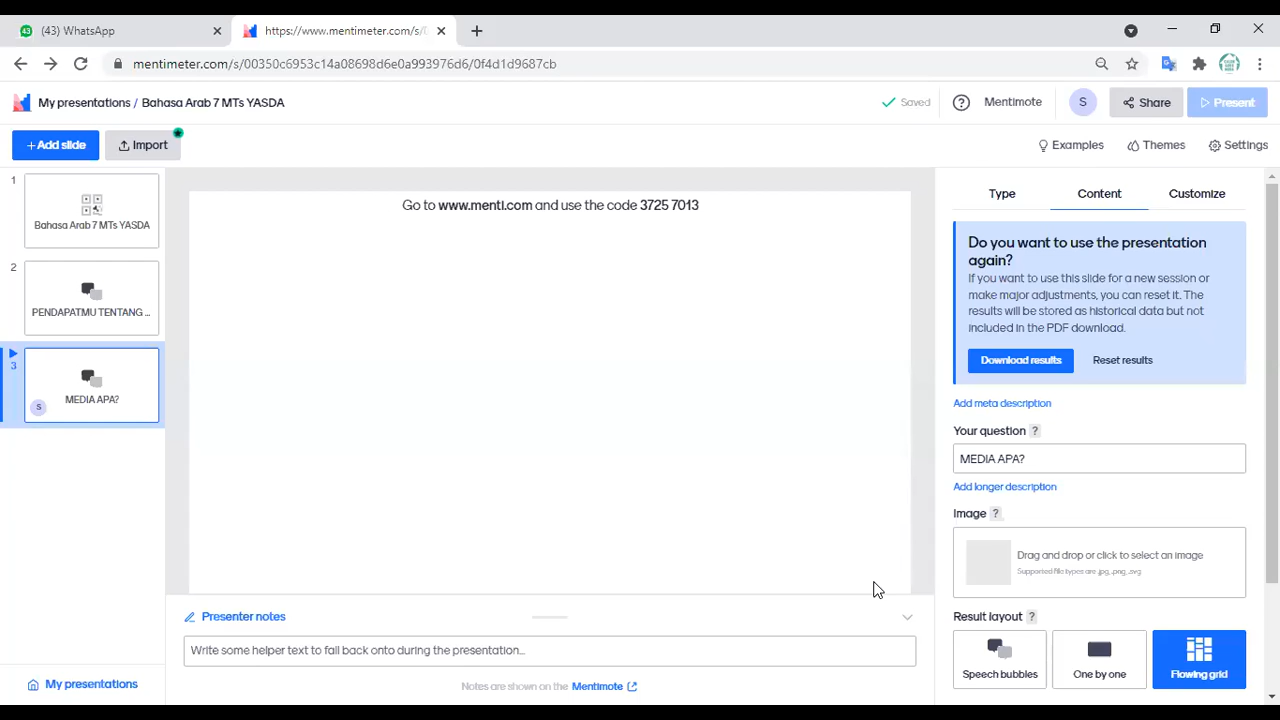 (43) WhatsApp
https://www.mentimeter.com/s/
mentimeter.com/s/00350c6953c14a08698d6e0a993976d6/0f4d1d9687cb
My presentations / Bahasa Arab 7 MTs YASDA
Saved
Mentimote
S
Share
Present
+ Add slide
Import
Examples
Themes
Settings
1
Bahasa Arab 7 MTs YASDA
2
PENDAPATMU TENTANG ...
3
S
MEDIA APA?
My presentations
Go to www.menti.com and use the code 3725 7013
Presenter notes
Write some helper text to fall back onto during the presentation...
Notes are shown on the Mentimote
Type
Content
Customize
Do you want to use the presentation
again?
If you want to use this slide for a new session or
make major adjustments, you can reset it. The
results will be stored as historical data but not
included in the PDF download.
Download results
Reset results
Add meta description
Your question ?
MEDIA APA?
Add longer description
Image ?
Drag and drop or click to select an image
Supported file types are .jpg, .png, .svg
Result layout ?
Speech bubbles
One by one
Flowing grid